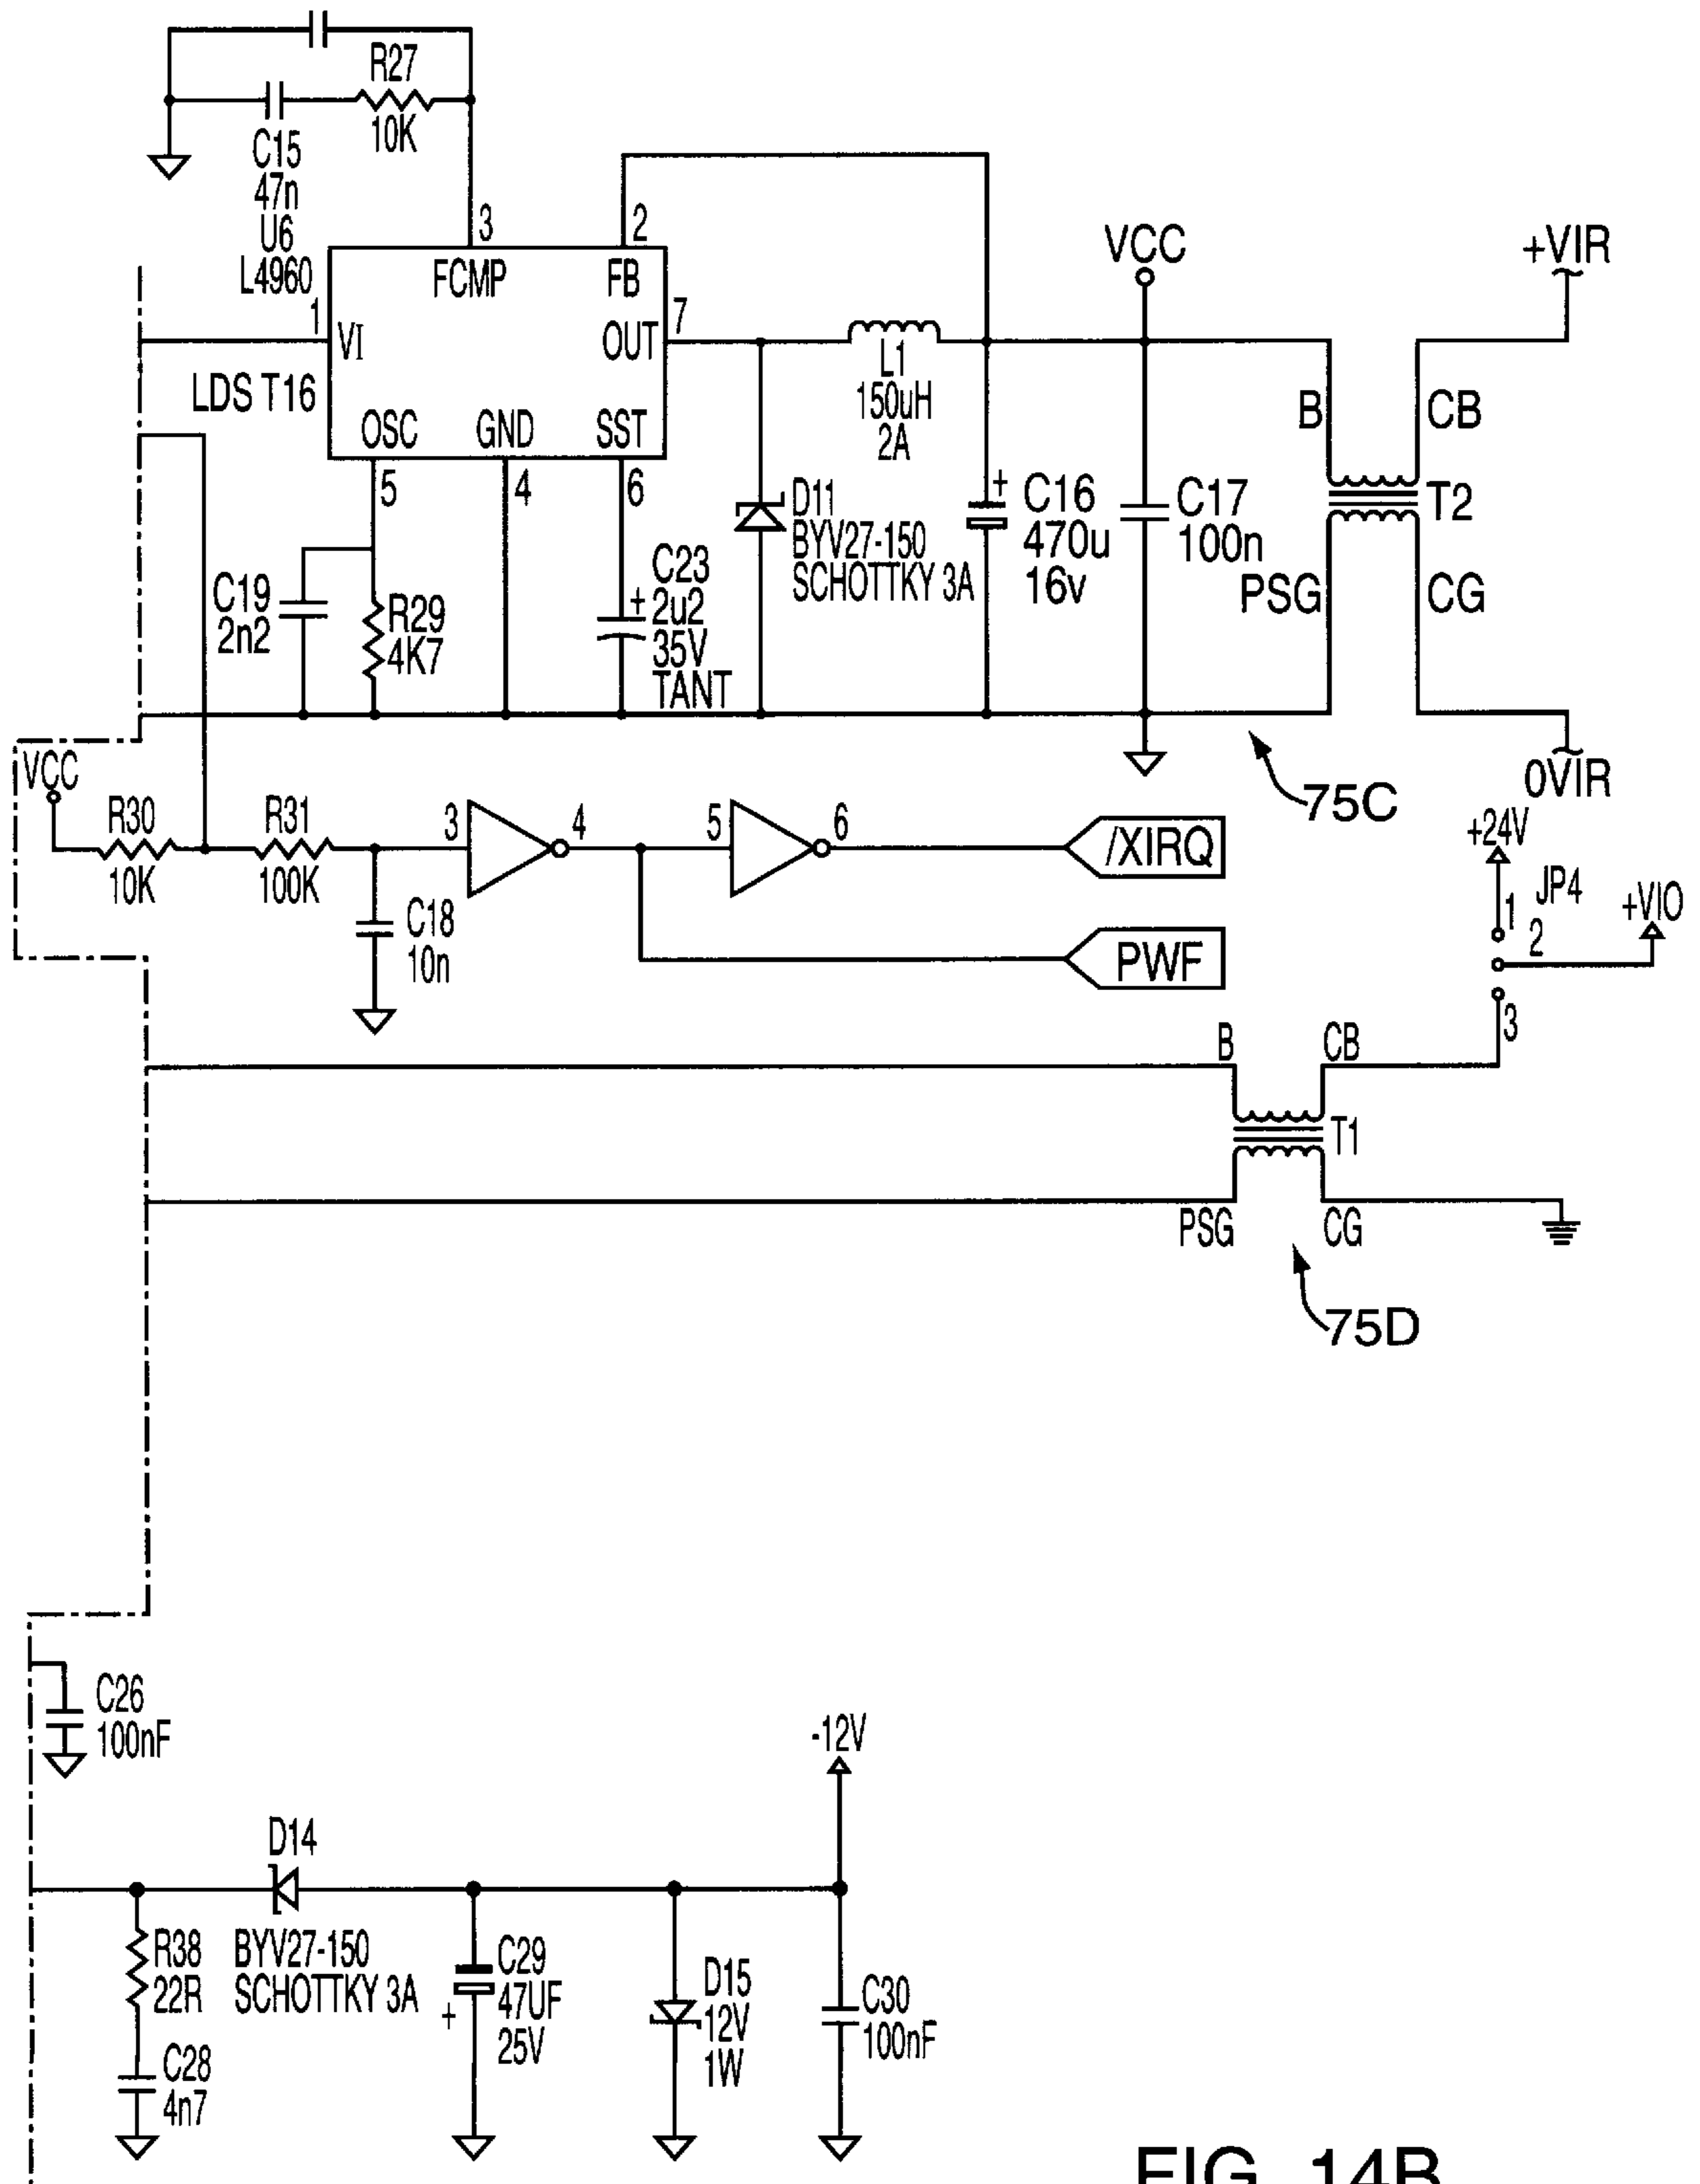 R27
10K
C15
47n
U6
L4960
3
2
FCMP
FB
1
VI
OUT
7
LDS T16
OSC
GND
SST
5
4
6
L1
150uH
2A
VCC
+VIR
B
CB
T2
PSG
CG
0VIR
D11
BYV27-150
SCHOTTKY 3A
+
C16
470u
16v
C17
100n
C19
2n2
R29
4K7
C23
+ 2u2
35V
TANT
75C
VCC
R30
10K
R31
100K
3
4
5
6
/XIRQ
C18
10n
PWF
+24V
JP4
1
2
+VIO
3
B
CB
T1
PSG
CG
75D
C26
100nF
-12V
D14
BYV27-150
SCHOTTKY 3A
R38
22R
C28
4n7
C29
47UF
25V
+
D15
12V
1W
C30
100nF
FIG. 14B